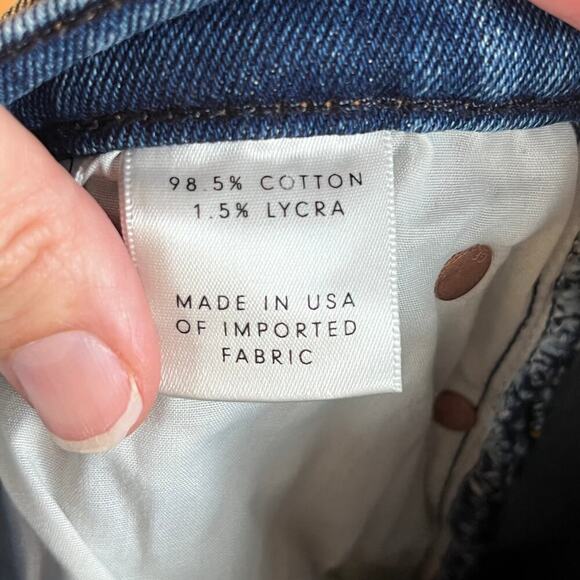 98.5% COTTON
1.5% LYCRA
MADE IN USA
OF IMPORTED
FABRIC